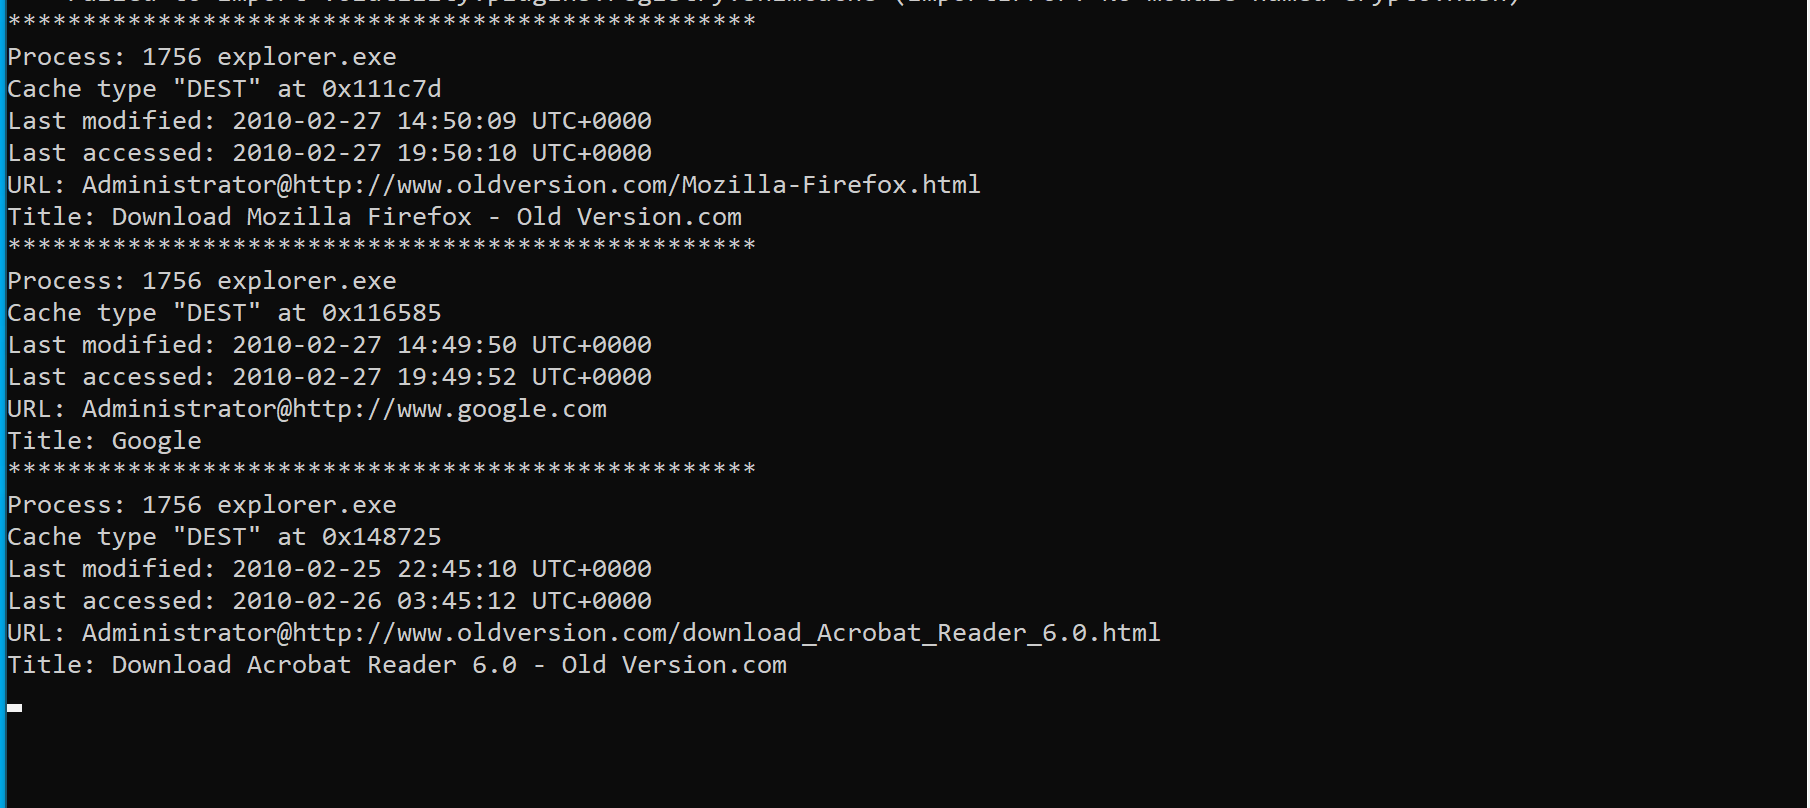 **************************************************
Process: 1756 explorer.exe
Cache type "DEST" at 0x111c7d
Last modified: 2010-02-27 14:50:09 UTC+0000
Last accessed: 2010-02-27 19:50:10 UTC+0000
URL: Administrator@http://www.oldversion.com/Mozilla-Firefox.html
Title: Download Mozilla Firefox - Old Version.com
**************************************************
Process: 1756 explorer.exe
Cache type "DEST" at 0x116585
Last modified: 2010-02-27 14:49:50 UTC+0000
Last accessed: 2010-02-27 19:49:52 UTC+0000
URL: Administrator@http://www.google.com
Title: Google
**************************************************
Process: 1756 explorer.exe
Cache type "DEST" at 0x148725
Last modified: 2010-02-25 22:45:10 UTC+0000
Last accessed: 2010-02-26 03:45:12 UTC+0000
URL: Administrator@http://www.oldversion.com/download_Acrobat_Reader_6.0.html
Title: Download Acrobat Reader 6.0 - Old Version.com